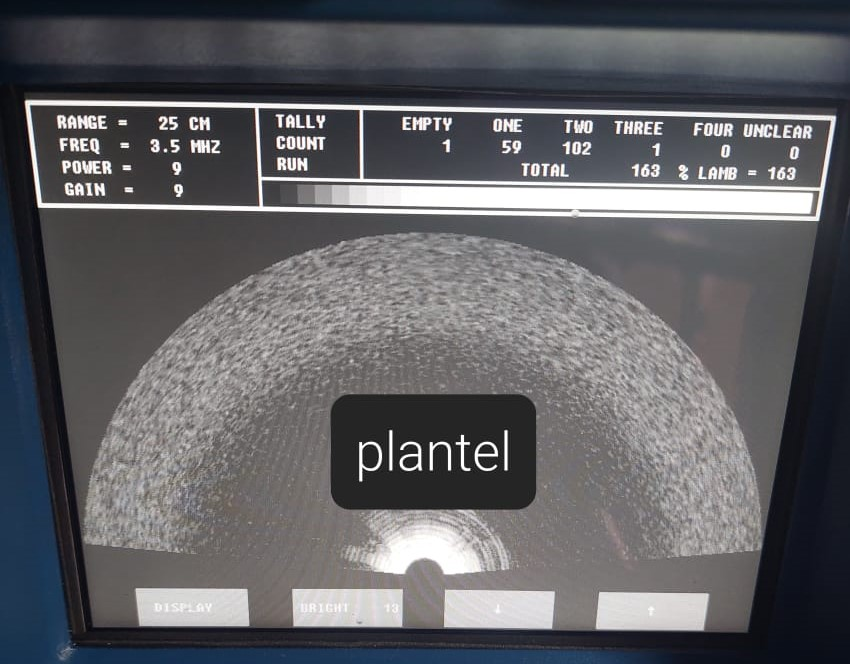 RANGE = 25 CM
FREQ = 3.5 MHZ
POWER = 9
GAIN = 9
TALLY
COUNT
RUN
EMPTY ONE TWO THREE FOUR UNCLEAR
1 59 102 1 0 0
TOTAL 163 % LAMB = 163
plantel
DISPLAY BRIGHT 13 ↓ ↑